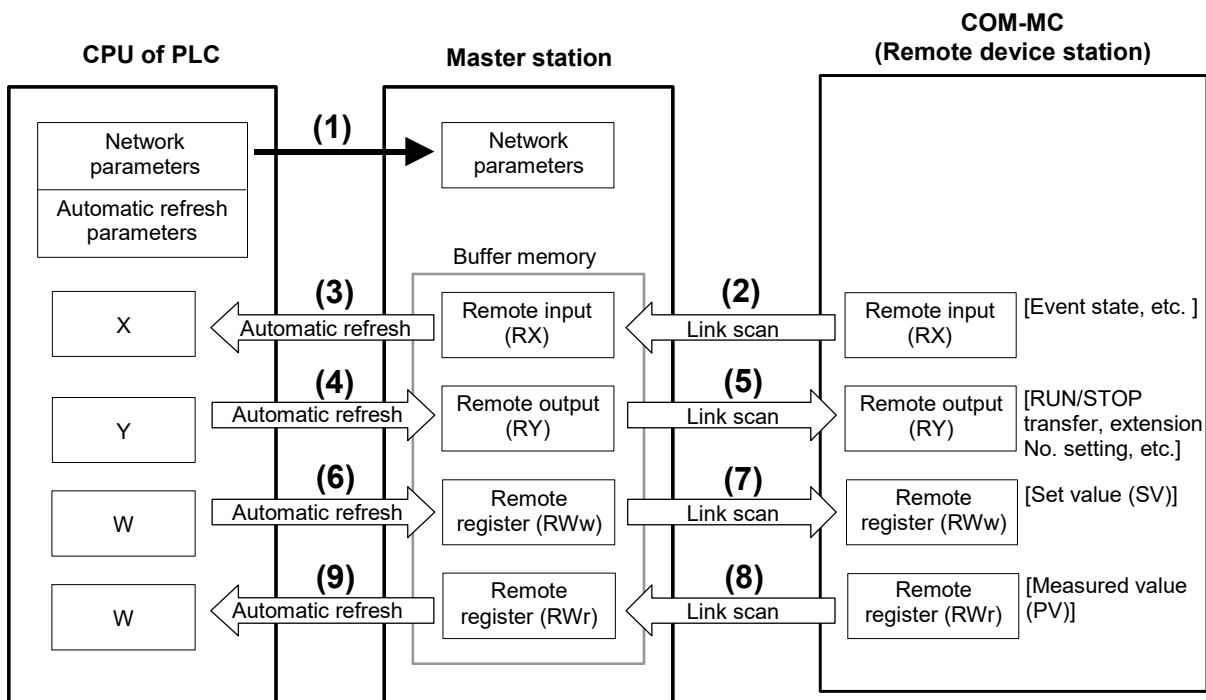 COM-MC
(Remote device station)
CPU of PLC
Master station
Network
parameters
(1)
Network
parameters
Automatic refresh
parameters
Buffer memory
X
(3)
Automatic refresh
Remote input
(RX)
(2)
Link scan
Remote input
(RX)
[Event state, etc. ]
Y
(4)
Automatic refresh
Remote output
(RY)
(5)
Link scan
Remote output
(RY)
[RUN/STOP
transfer, extension
No. setting, etc.]
W
(6)
Automatic refresh
Remote
register (RWw)
(7)
Link scan
Remote
register (RWw)
[Set value (SV)]
W
(9)
Automatic refresh
Remote
register (RWr)
(8)
Link scan
Remote
register (RWr)
[Measured value
(PV)]